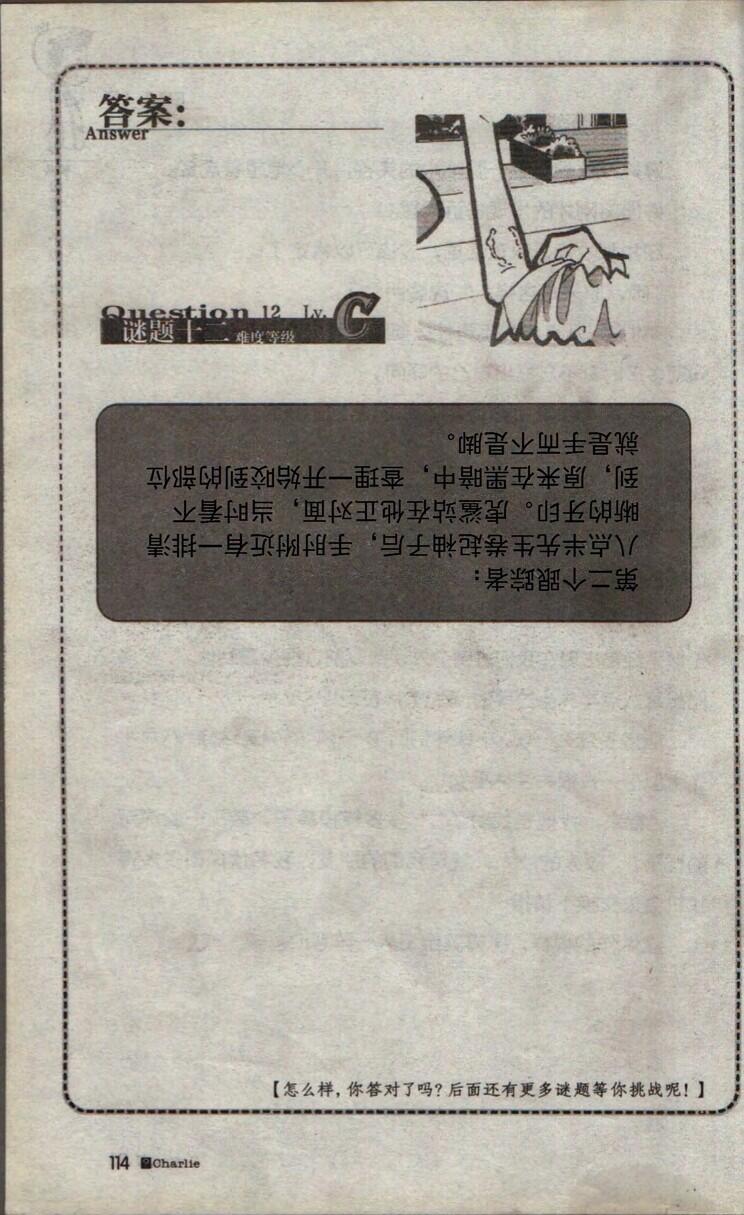 答案：
Answer
Question 12 Lv. C
谜题十二 难度等级
第二个跟踪者：
八点半先生卷起袖子后，手肘附近有一排清
晰的牙印。虎鲨站在他正对面，当时看不
到，原来在黑暗中，查理一开始咬到的部位
就是手而不是脚。
【怎么样，你答对了吗？后面还有更多谜题等你挑战呢！】
114 Charlie